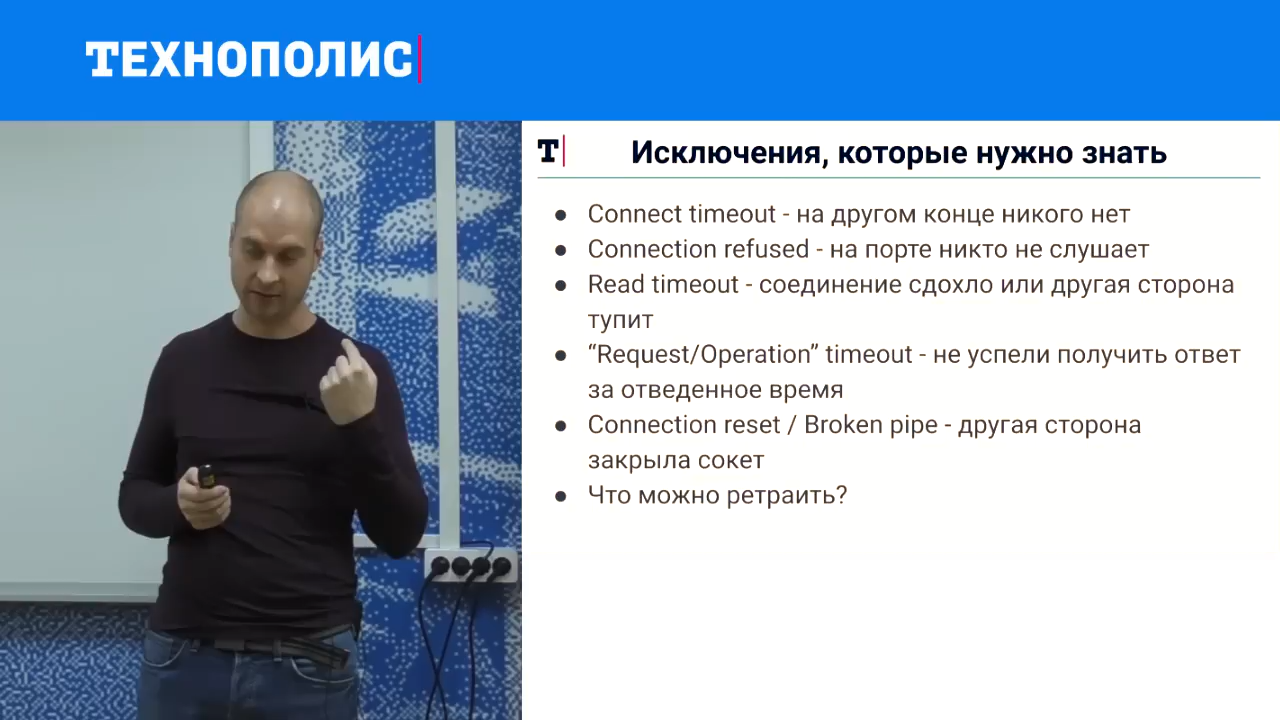 ТЕХНОПОЛИС
Т
Исключения, которые нужно знать
● Connect timeout - на другом конце никого нет
● Connection refused - на порте никто не слушает
● Read timeout - соединение сдохло или другая сторона
тупит
● “Request/Operation” timeout - не успели получить ответ
за отведенное время
● Connection reset / Broken pipe - другая сторона
закрыла сокет
● Что можно ретраить?